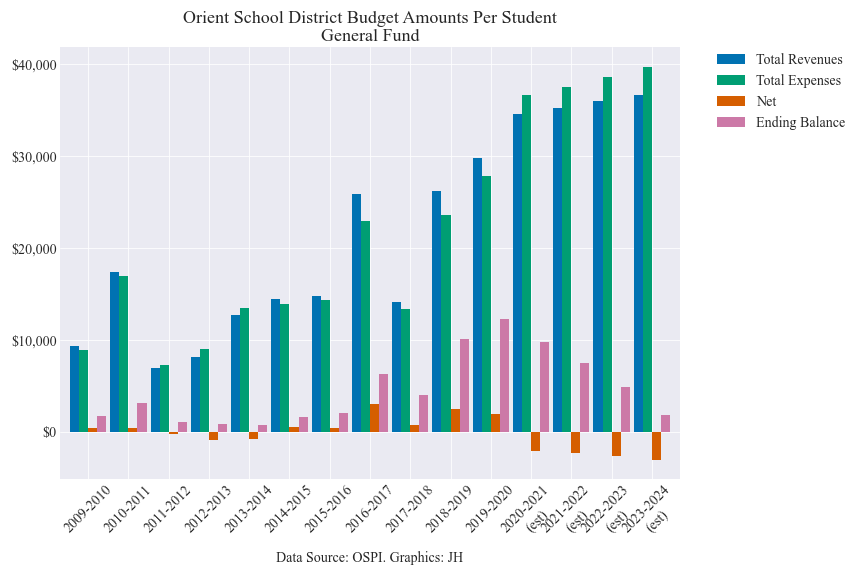 Orient School District Budget Amounts Per Student
General Fund
$40,000
$30,000
$20,000
$10,000
$0
Total Revenues
Total Expenses
Net
Ending Balance
2009-2010
2010-2011
2011-2012
2012-2013
2013-2014
2014-2015
2015-2016
2016-2017
2017-2018
2018-2019
2019-2020
2020-2021
(est)
2021-2022
(est)
2022-2023
(est)
2023-2024
(est)
Data Source: OSPI. Graphics: JH